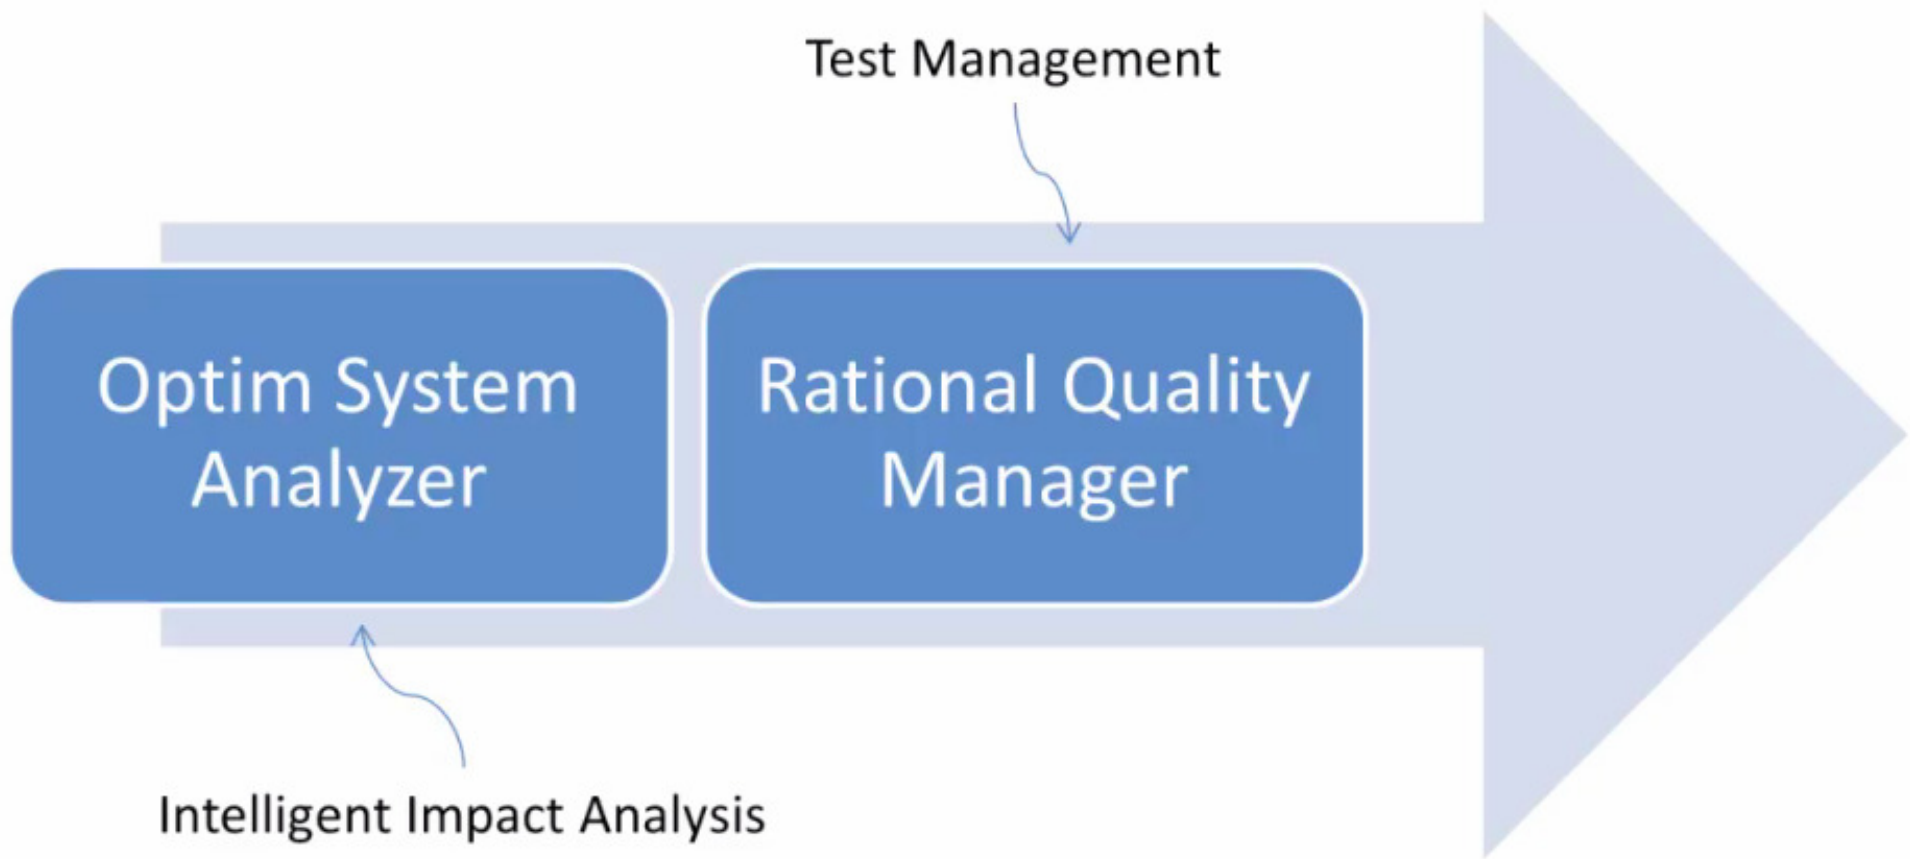 Test Management
Optim System
Analyzer
Rational Quality
Manager
Intelligent Impact Analysis